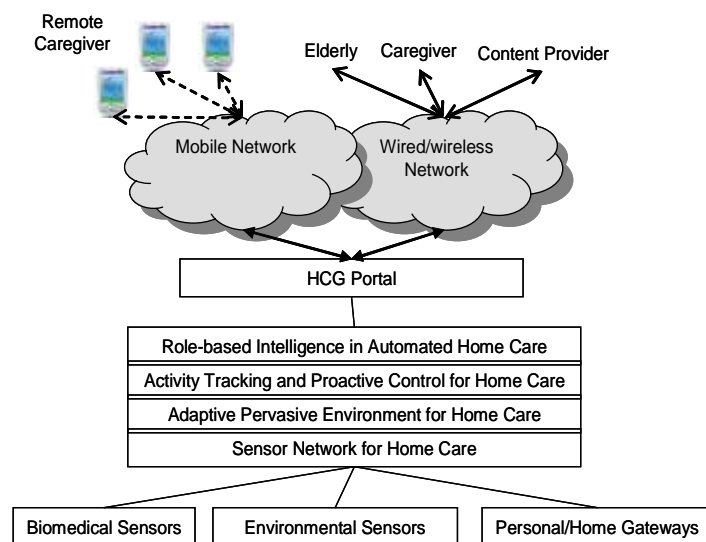 Remote
Caregiver
Elderly
Caregiver
Content Provider
Mobile Network
Wired/wireless
Network
HCG Portal
Role-based Intelligence in Automated Home Care
Activity Tracking and Proactive Control for Home Care
Adaptive Pervasive Environment for Home Care
Sensor Network for Home Care
Biomedical Sensors
Environmental Sensors
Personal/Home Gateways